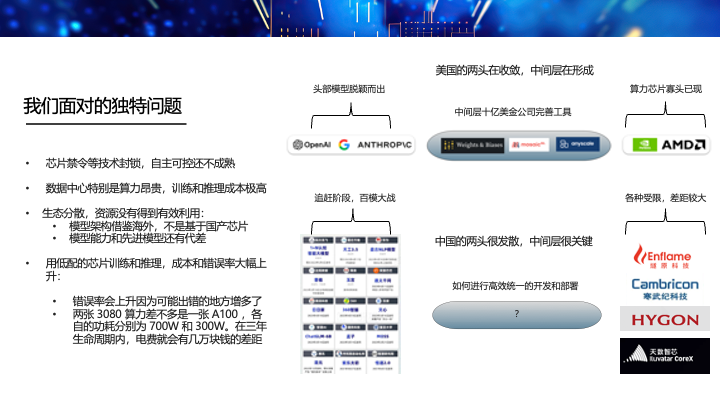 我们面对的独特问题
• 芯片禁令等技术封锁，自主可控还不成熟
• 数据中心特别是算力昂贵，训练和推理成本极高
• 生态分散，资源没有得到有效利用：
• 模型架构借鉴海外，不是基于国产芯片
• 模型能力和先进模型还有代差
• 用低配的芯片训练和推理，成本和错误率大幅上
升：
• 错误率会上升因为可能出错的地方增多了
• 两张 3080 算力差不多是一张 A100 ，各
自的功耗分别为 700W 和 300W。在三年
生命周期内，电费就会有几万块钱的差距
美国的两头在收敛，中间层在形成
头部模型脱颖而出
中间层十亿美金公司完善工具
算力芯片寡头已现
OpenAI
ANTHROP\C
Weights & Biases
mosaic
anyscale
AMD
追赶阶段，百模大战
中国的两头很发散，中间层很关键
各种受限，差距较大
如何进行高效统一的开发和部署
?
天工3.0
360智脑
ChatGLM-6B
MOSS
Enflame
燧原科技
Cambricon
寒武纪科技
HYGON
天数智芯
Iluvatar CoreX